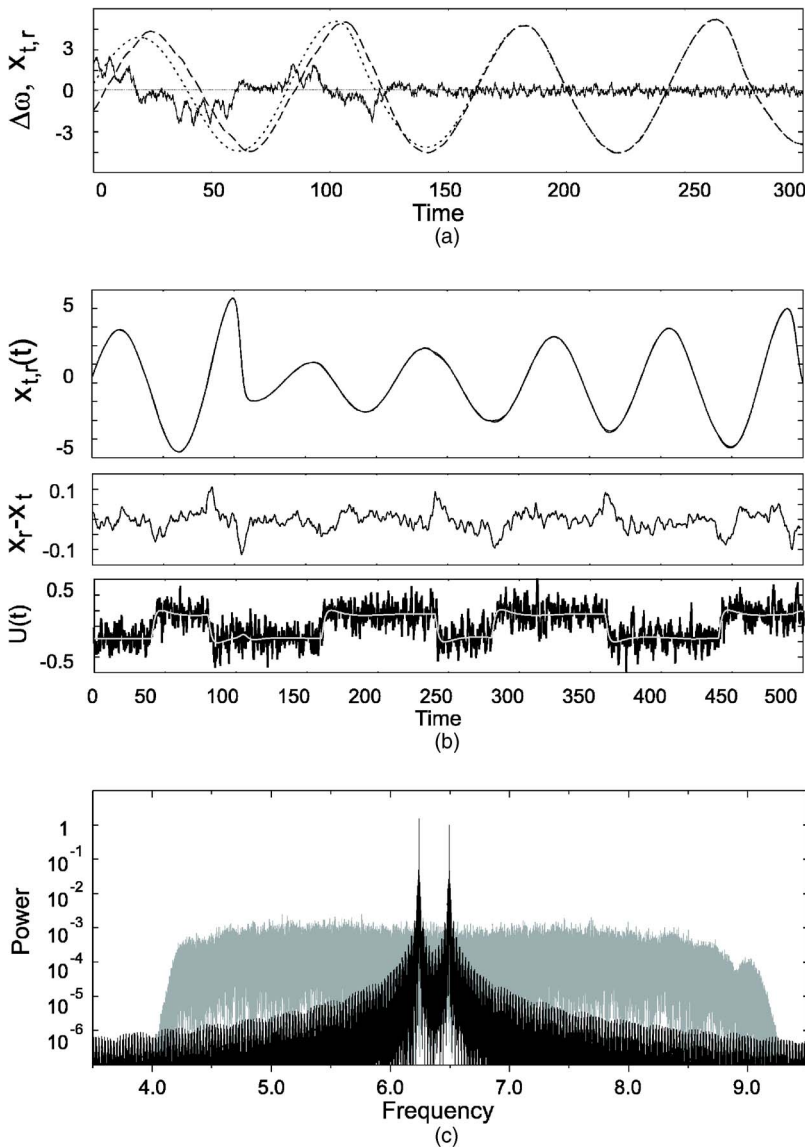 Δω, x_t,r
3
0
-3
0 50 100 150 200 250 300
Time
(a)
x_t,r(t)
5
0
-5
x_r-x_t
0.1
-0.1
U(t)
0.5
-0.5
0 50 100 150 200 250 300 350 400 450 500
Time
(b)
Power
1
10^-1
10^-2
10^-3
10^-4
10^-5
10^-6
4.0 5.0 6.0 7.0 8.0 9.0
Frequency
(c)